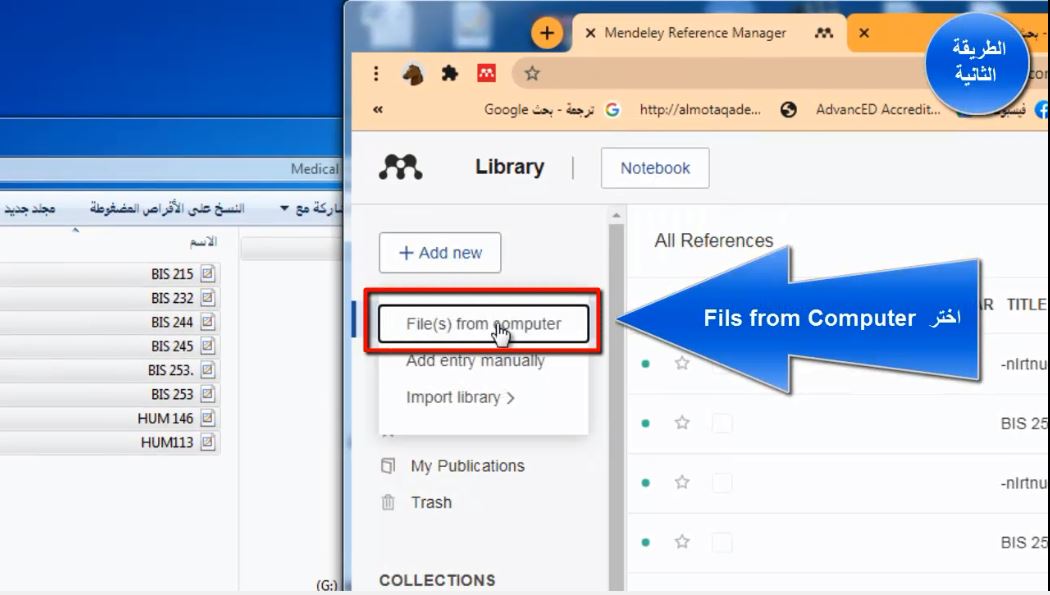 Mendeley Reference Manager
الطريقة
الثانية
ترجمة - بحث Google
http://almotaqade...
AdvancED Accredit...
Medical
Library
Notebook
مشاركة مع
النسخ على الأقراص المضغوطة
مجلد جديد
الاسم
BIS 215
BIS 232
BIS 244
BIS 245
BIS 253.
BIS 253
HUM 146
HUM113
(G:)
+ Add new
File(s) from computer
Add entry manually
Import library >
My Publications
Trash
COLLECTIONS
All References
اختر Fils from Computer
TITLE
-nlrtnu
BIS 25
-nlrtnu
BIS 25